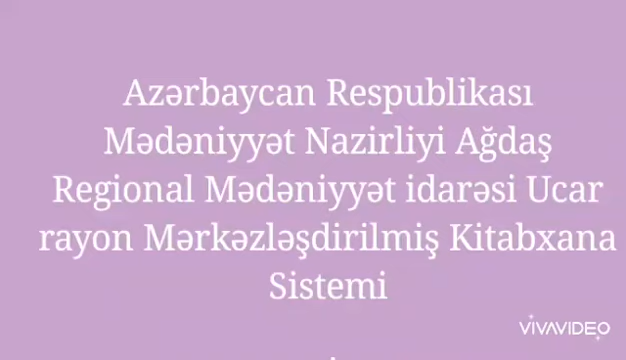 Azərbaycan Respublikası
Mədəniyyət Nazirliyi Ağdaş
Regional Mədəniyyət idarəsi Ucar
rayon Mərkəzləşdirilmiş Kitabxana
Sistemi
VIVAVIDEO